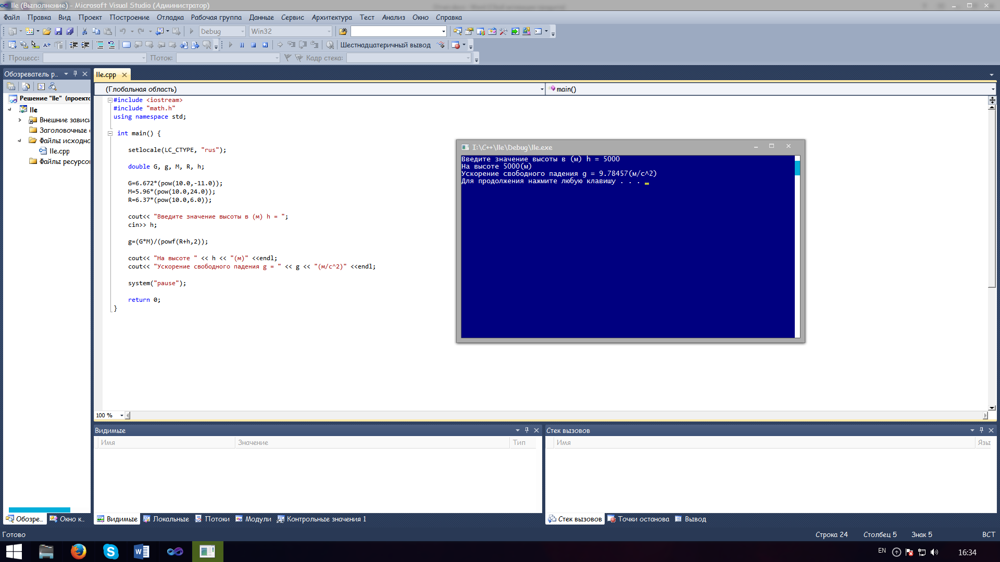 lle (Выполнение) - Microsoft Visual Studio (Администратор)
Файл Правка Вид Проект Построение Отладка Рабочая группа Данные Сервис Архитектура Тест Анализ Окно Справка
Debug Win32
Шестнадцатеричный вывод
Процесс: Поток: Кадр стека:
Обозреватель р..
lle.cpp
(Глобальная область)
main()
Решение "lle" (проекто
lle
Внешние зависи
Заголовочные
Файлы исходно
lle.cpp
Файлы ресурсо
#include <iostream>
#include "math.h"
using namespace std;
int main() {
setlocale(LC_CTYPE, "rus");
double G, g, M, R, h;
G=6.672*(pow(10.0,-11.0));
M=5.96*(pow(10.0,24.0));
R=6.37*(pow(10.0,6.0));
cout<< "Введите значение высоты в (м) h = ";
cin>> h;
g=(G*M)/(powf(R+h,2));
cout<< "На высоте " << h << "(м)" <<endl;
cout<< "Ускорение свободного падения g = " << g << "(м/с^2)" <<endl;
system("pause");
return 0;
}
I:\C++\lle\Debug\lle.exe
Введите значение высоты в (м) h = 5000
На высоте 5000(м)
Ускорение свободного падения g = 9.78457(м/с^2)
Для продолжения нажмите любую клавишу . . .
100 %
Видимые
Имя Значение Тип
Стек вызовов
Имя Язы
Обозре.. Окно к..
Видимые Локальные Потоки Модули Контрольные значения 1
Стек вызовов Точки останова Вывод
Готово
Строка 24 Столбец 5 Знак 5 ВСТ
EN 16:34